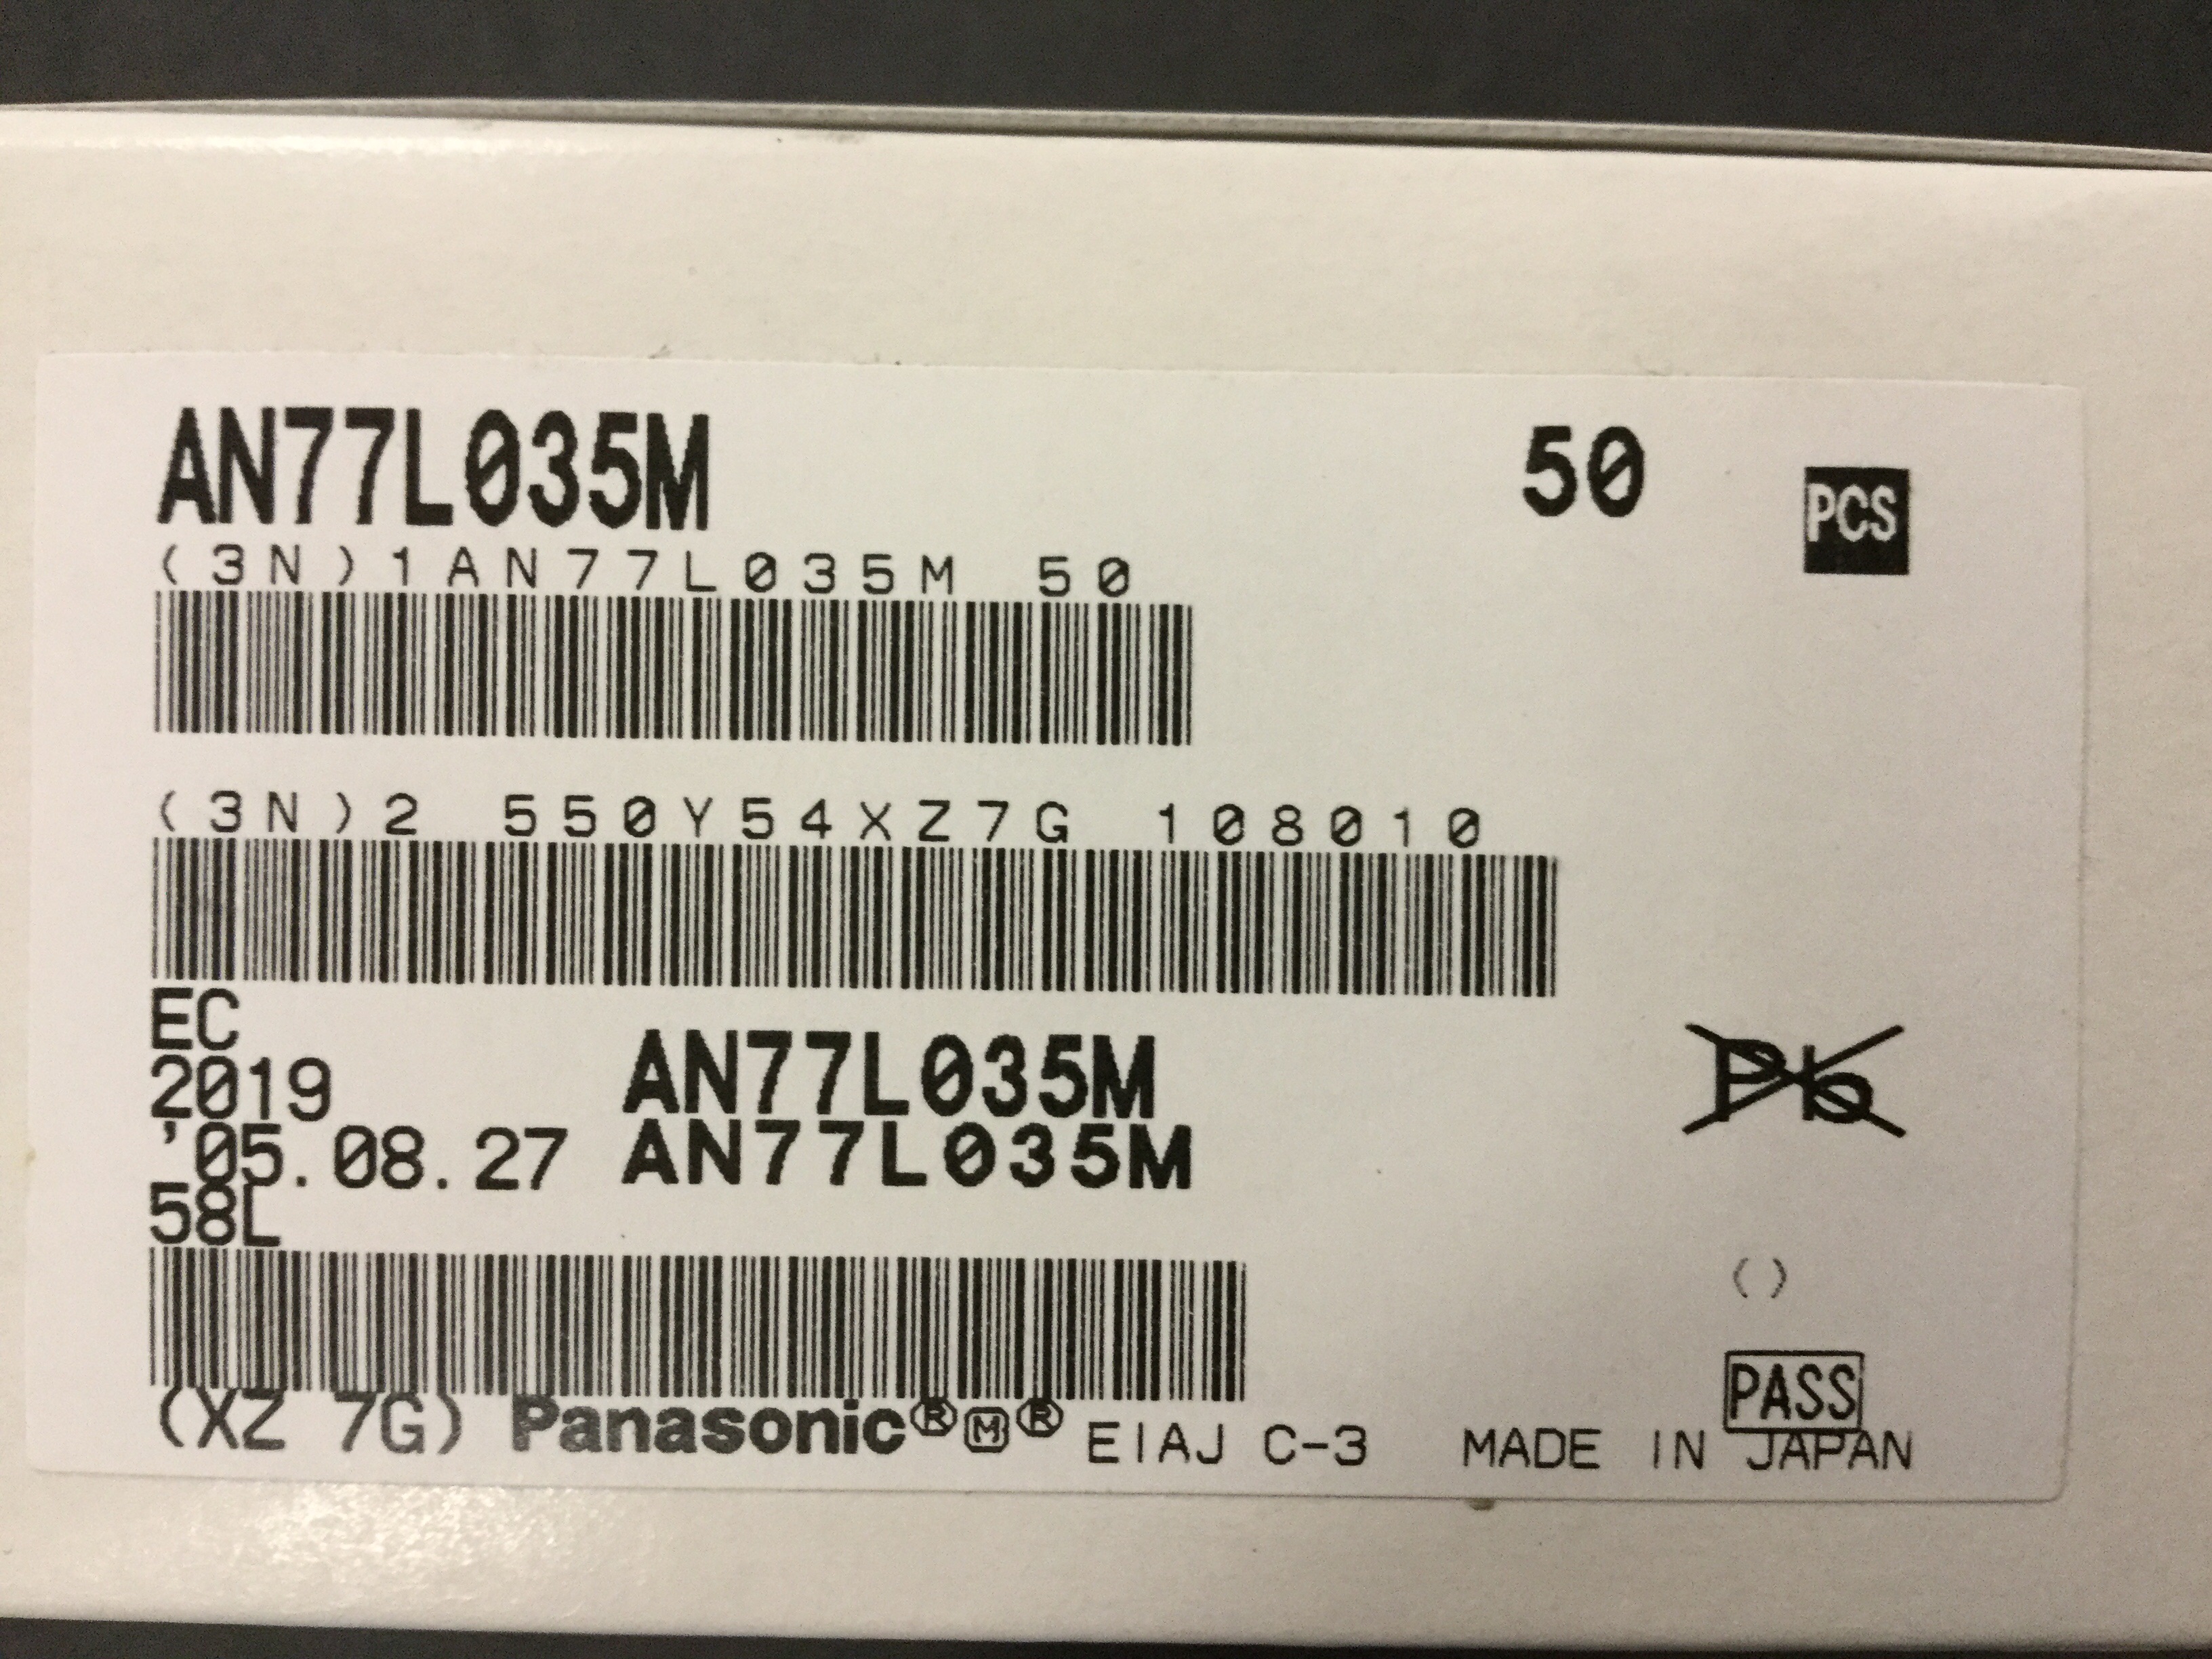 AN77L035M 50 PCS
(3N)1AN77L035M 50
(3N)2 550Y54XZ7G 108010
EC
2019 AN77L035M Pb
'05.08.27 AN77L035M
58L
()
PASS
(XZ 7G) Panasonic® M® EIAJ C-3 MADE IN JAPAN